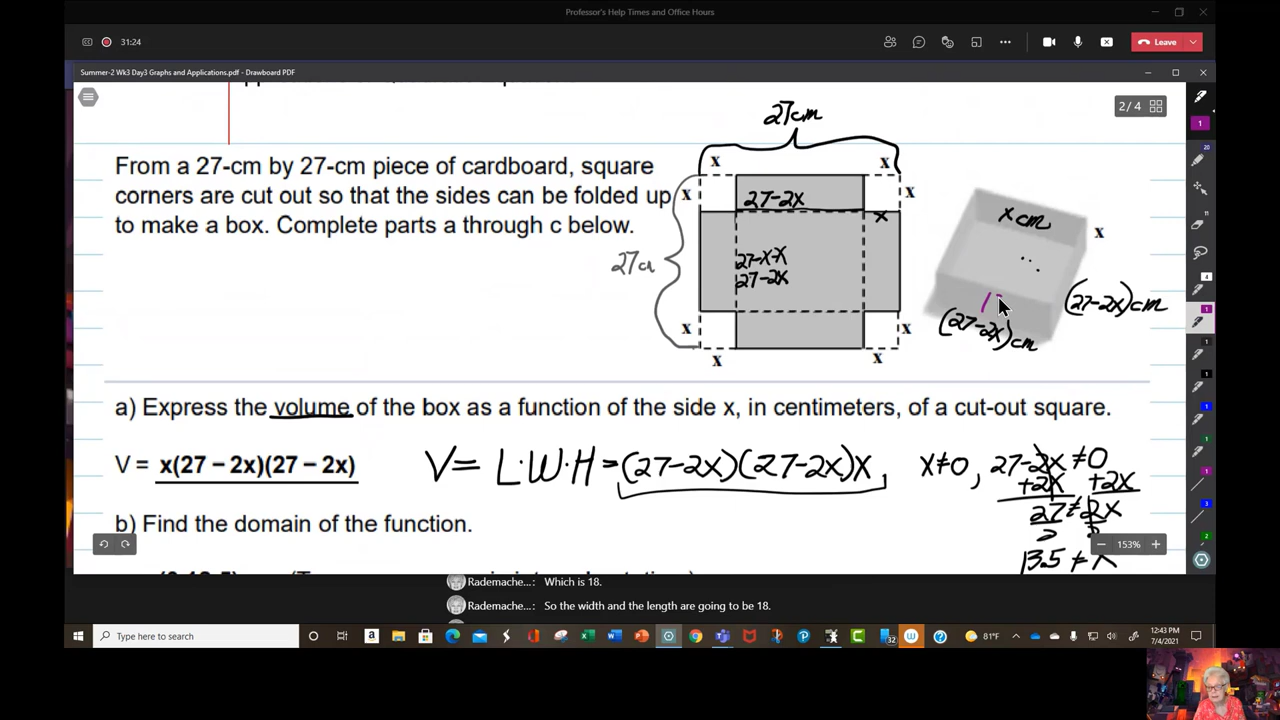 Professor's Help Times and Office Hours
31:24
Leave
Summer-2 Wk3 Day3 Graphs and Applications.pdf - Drawboard PDF
2/4
27cm
From a 27-cm by 27-cm piece of cardboard, square
corners are cut out so that the sides can be folded up
to make a box. Complete parts a through c below.
x x
x x
27-2x
x
27-x-x
27-2x
x x
x x
x cm
x
(27-2x)cm
(27-2x)cm
a) Express the volume of the box as a function of the side x, in centimeters, of a cut-out square.
V = x(27 – 2x)(27 – 2x)
V= L·W·H=(27-2x)(27-2x)x, x≠0, 27-2x≠0
+2x +2x
27≠2x
2
13.5≠x
b) Find the domain of the function.
153%
Rademache...: Which is 18.
Rademache...: So the width and the length are going to be 18.
Type here to search
81°F
12:43 PM
7/4/2021